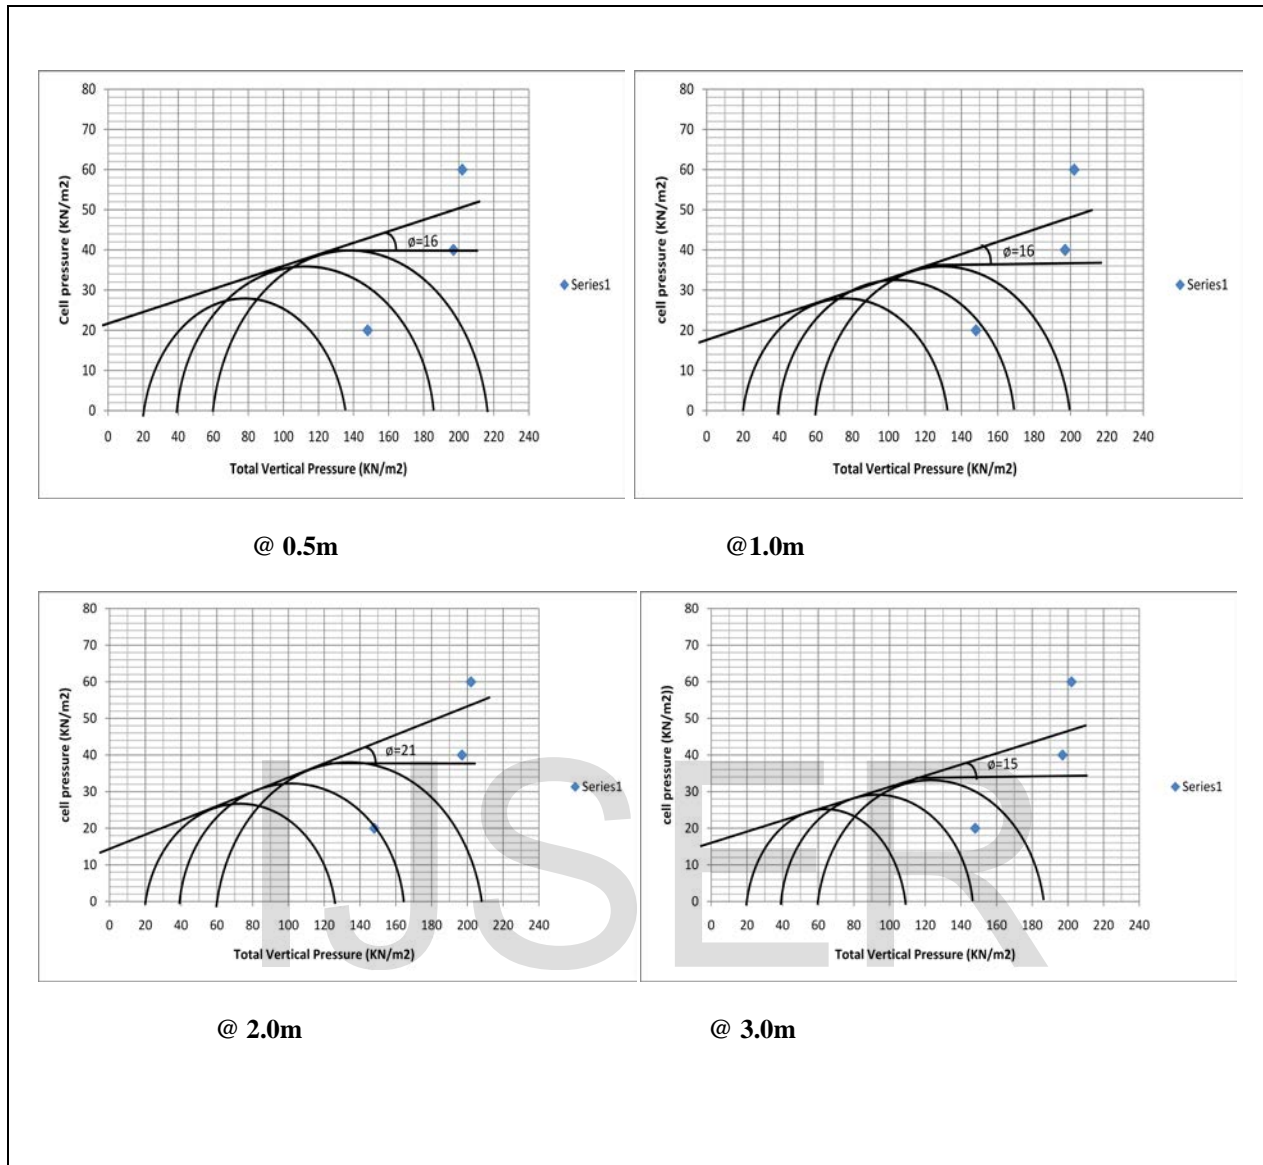 80
70
60
50
40
30
20
10
0
Cell pressure (KN/m2)
ø=16
Series1
0 20 40 60 80 100 120 140 160 180 200 220 240
Total Vertical Pressure (KN/m2)
@ 0.5m
80
70
60
50
40
30
20
10
0
cell pressure (KN/m2)
ø=16
Series1
0 20 40 60 80 100 120 140 160 180 200 220 240
Total Vertical Pressure (KN/m2)
@1.0m
80
70
60
50
40
30
20
10
0
cell pressure (KN/m2)
ø=21
Series1
0 20 40 60 80 100 120 140 160 180 200 220 240
Total Vertical Pressure (KN/m2)
@ 2.0m
80
70
60
50
40
30
20
10
0
cell pressure (KN/m2))
ø=15
Series1
0 20 40 60 80 100 120 140 160 180 200 220 240
Total Vertical Pressure (KN/m2)
@ 3.0m
IJSER